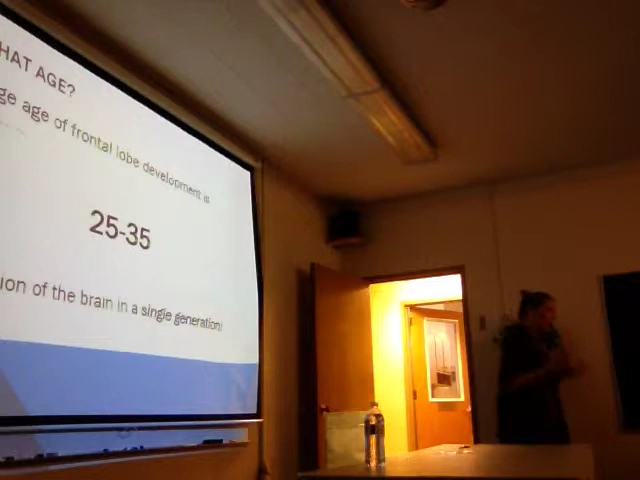 HAT AGE?
ge age of frontal lobe development is
25-35
ion of the brain in a single generation!